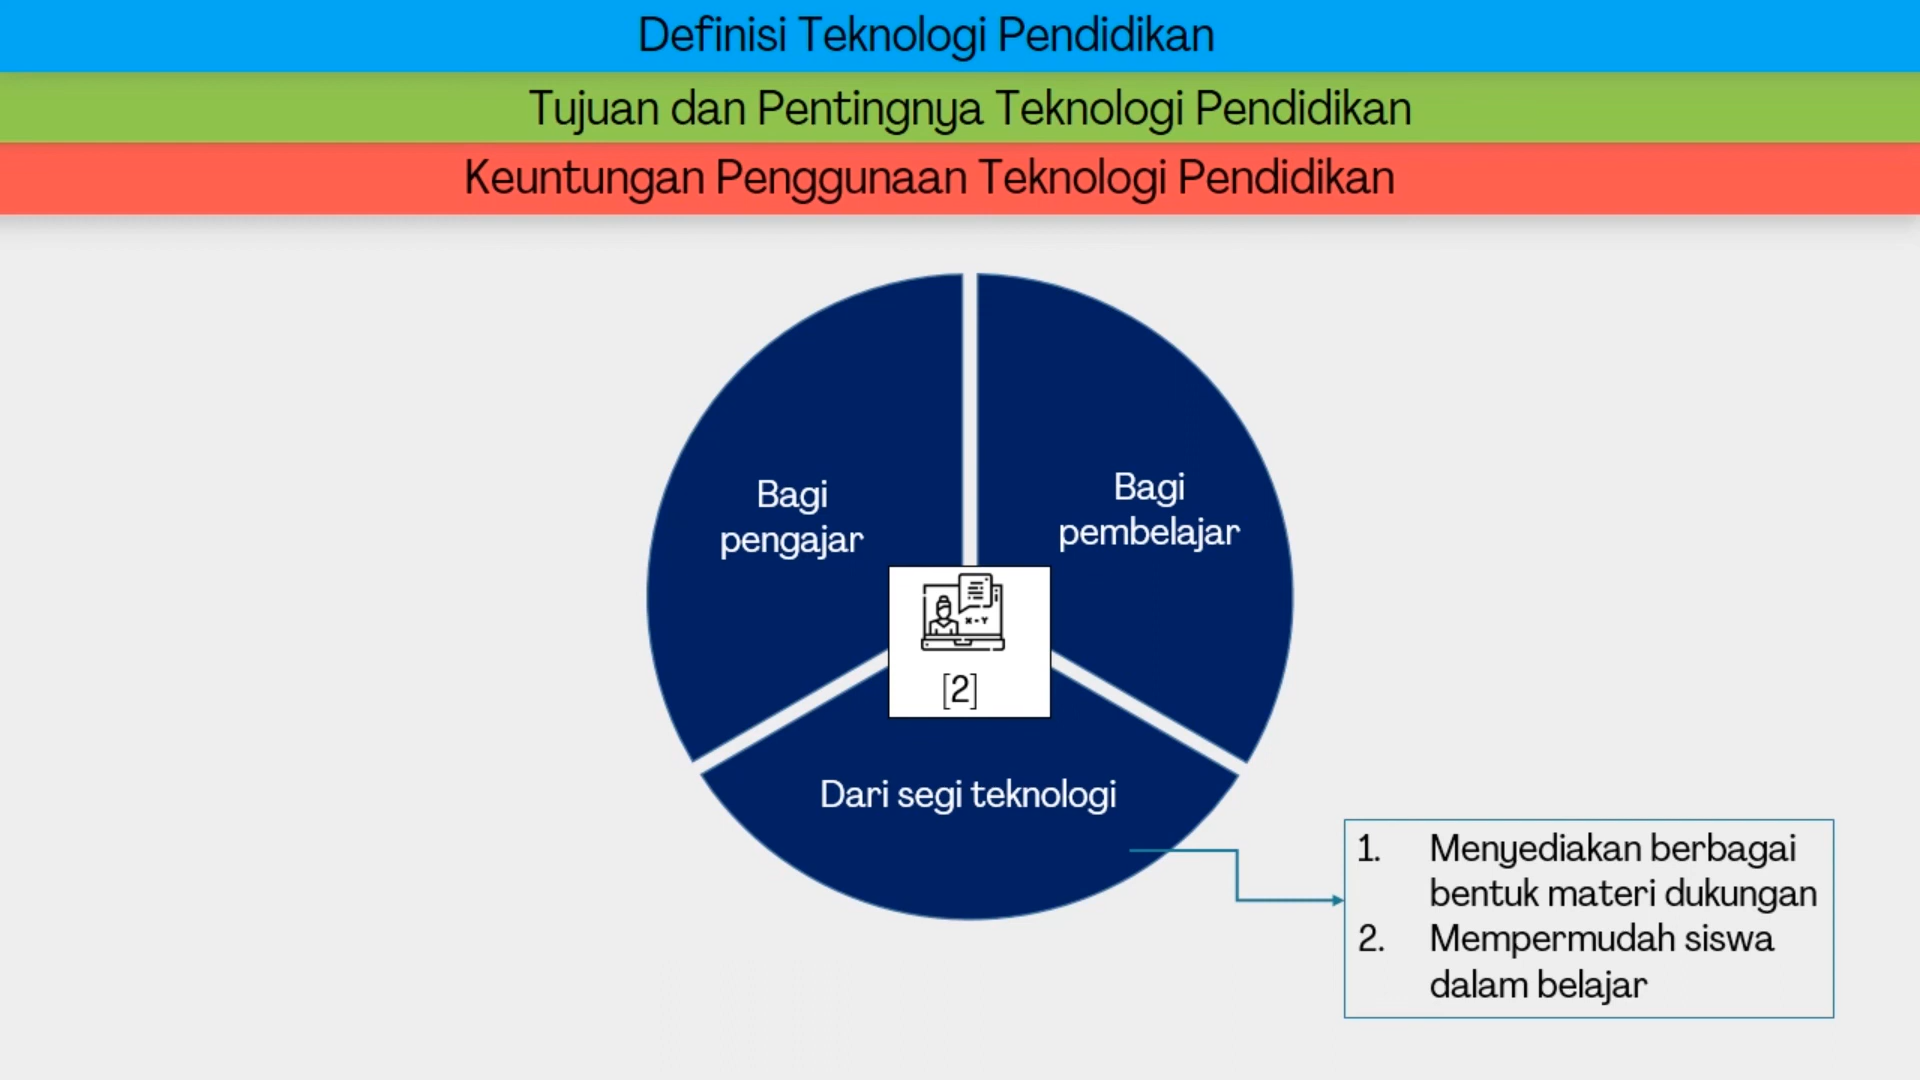 Definisi Teknologi Pendidikan
Tujuan dan Pentingnya Teknologi Pendidikan
Keuntungan Penggunaan Teknologi Pendidikan
Bagi
pengajar
Bagi
pembelajar
X-Y
[2]
Dari segi teknologi
1. Menyediakan berbagai
bentuk materi dukungan
2. Mempermudah siswa
dalam belajar